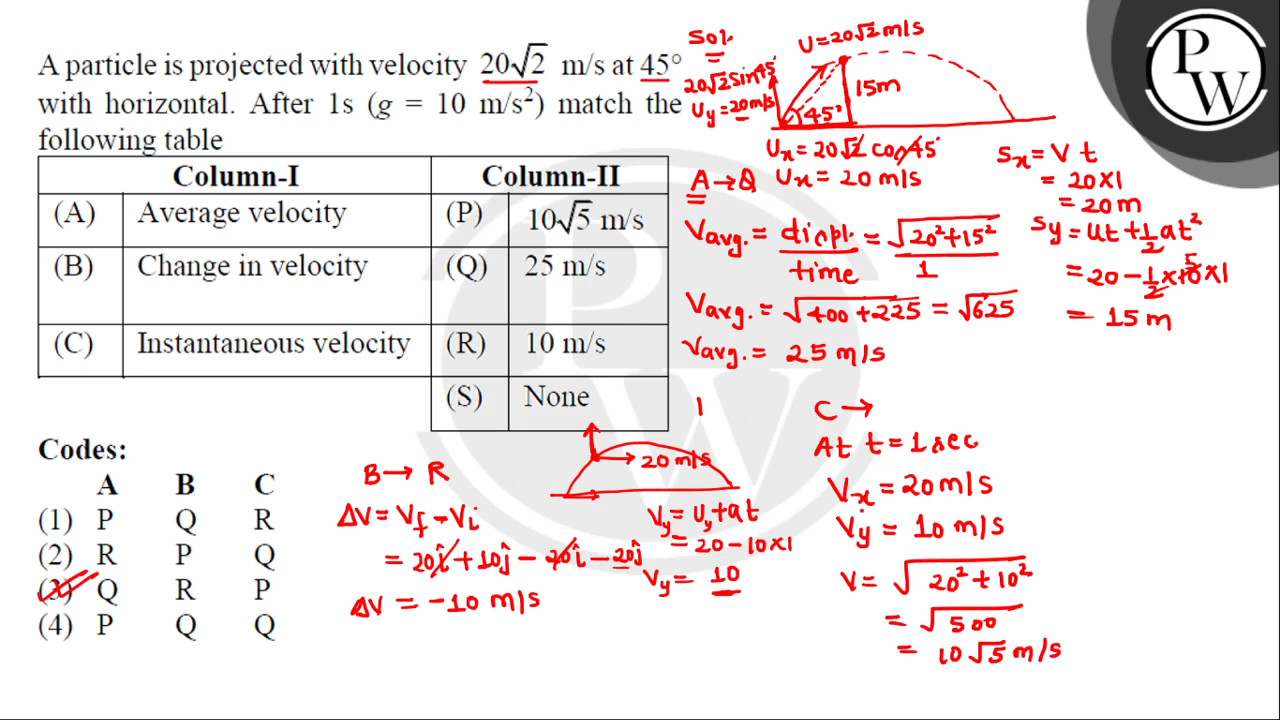 A particle is projected with velocity 20√2 m/s at 45°
with horizontal. After 1s (g = 10 m/s²) match the
following table
Column-I Column-II
(A) Average velocity (P) 10√5 m/s
(B) Change in velocity (Q) 25 m/s
(C) Instantaneous velocity (R) 10 m/s
(S) None
Codes:
A B C
(1) P Q R
(2) R P Q
(3) Q R P
(4) P Q Q
Sol.
U=20√2 m/s
20√2 sin45°
Uy = 20 m/s
45°
15m
Ux = 20√2 cos 45°
Ux = 20 m/s
A → Q
Vavg. = displ./time = √20²+15²/1
Vavg. = √400+225 = √625
Vavg. = 25 m/s
Sx = V t
= 20×1
= 20 m
Sy = ut + 1/2 at²
= 20 - 1/2 × 10 5 × 1
= 15 m
B → R
ΔV = Vf - Vi
= 20î + 10ĵ - 20î - 20ĵ
ΔV = -10 m/s
20 m/s
Vy = Uy + at
= 20 - 10×1
Vy = 10
C →
At t = 1 sec
Vx = 20 m/s
Vy = 10 m/s
V = √20² + 10²
= √500
= 10√5 m/s
P
W
PW